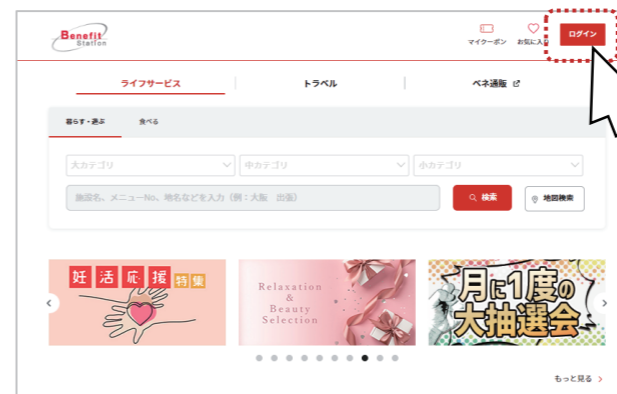 Benefit
Station
マイクーポン
お気に入り
ログイン
ライフサービス
トラベル
ベネ通販
暮らす・遊ぶ
食べる
大カテゴリ
中カテゴリ
小カテゴリ
施設名、メニューNo、地名などを入力（例：大阪　出張）
検索
地図検索
妊活応援特集
Relaxation
&
Beauty
Selection
月に1度の
大抽選会
もっと見る